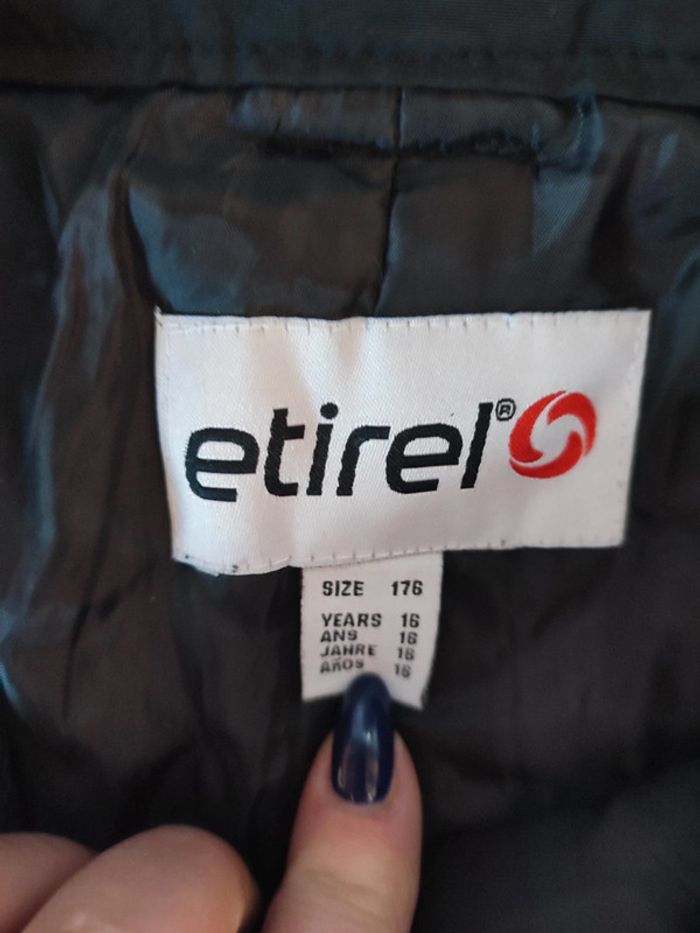 etirel®
SIZE 176
YEARS 16
ANS 16
JAHRE 16
AÑOS 16